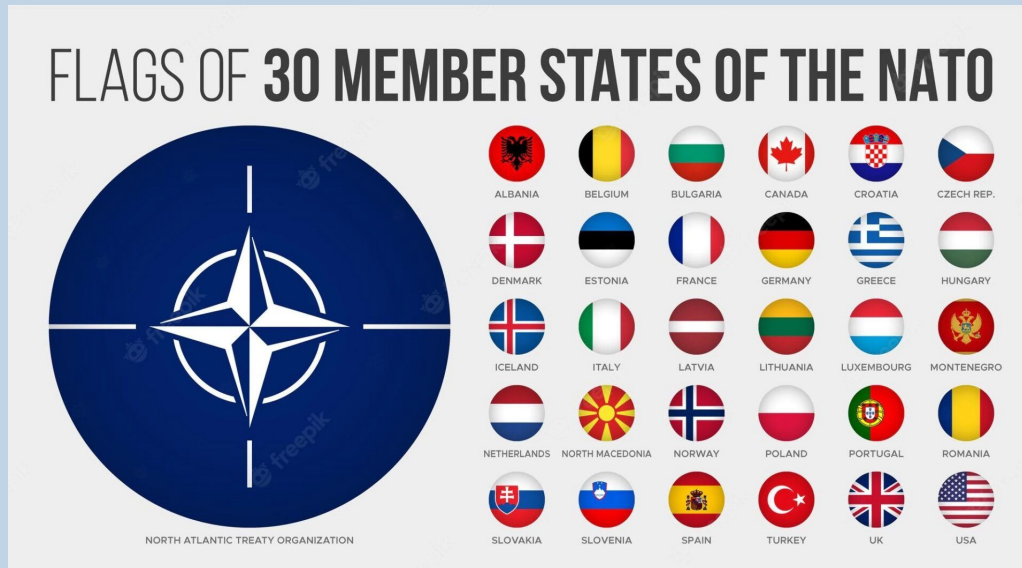 FLAGS OF 30 MEMBER STATES OF THE NATO
ALBANIA BELGIUM BULGARIA CANADA CROATIA CZECH REP.
DENMARK ESTONIA FRANCE GERMANY GREECE HUNGARY
ICELAND ITALY LATVIA LITHUANIA LUXEMBOURG MONTENEGRO
NETHERLANDS NORTH MACEDONIA NORWAY POLAND PORTUGAL ROMANIA
SLOVAKIA SLOVENIA SPAIN TURKEY UK USA
NORTH ATLANTIC TREATY ORGANIZATION
freepik